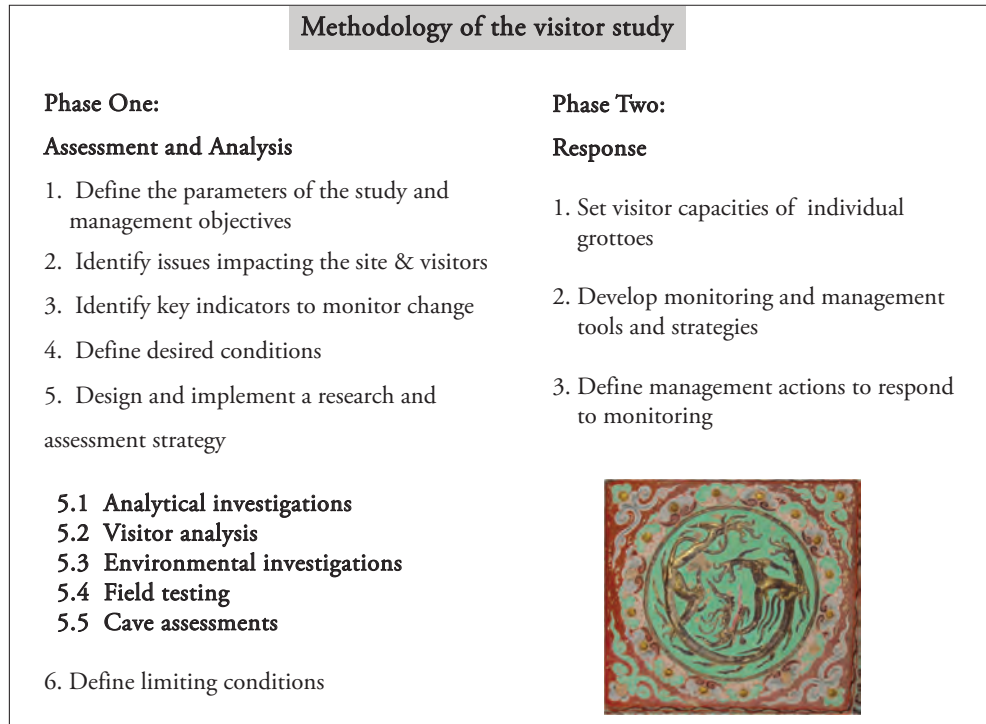 Methodology of the visitor study
Phase One:
Assessment and Analysis
1. Define the parameters of the study and
management objectives
2. Identify issues impacting the site & visitors
3. Identify key indicators to monitor change
4. Define desired conditions
5. Design and implement a research and
assessment strategy
5.1 Analytical investigations
5.2 Visitor analysis
5.3 Environmental investigations
5.4 Field testing
5.5 Cave assessments
6. Define limiting conditions
Phase Two:
Response
1. Set visitor capacities of individual
grottoes
2. Develop monitoring and management
tools and strategies
3. Define management actions to respond
to monitoring